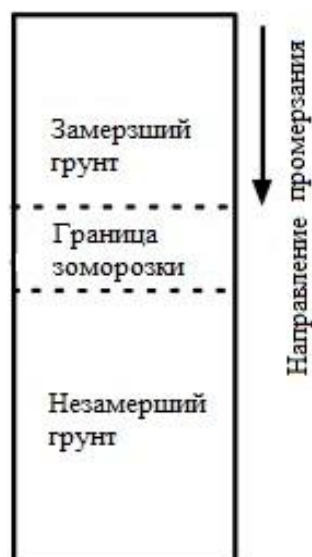 Замерзший
грунт
Граница
зоморозки
Незамерший
грунт
Направление промерзания